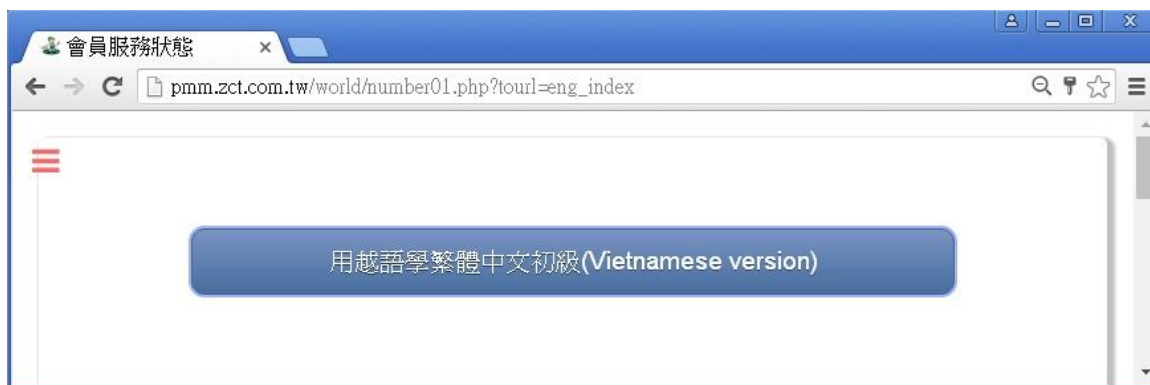 會員服務狀態
pmm.zct.com.tw/world/number01.php?tourl=eng_index
用越語學繁體中文初級(Vietnamese version)